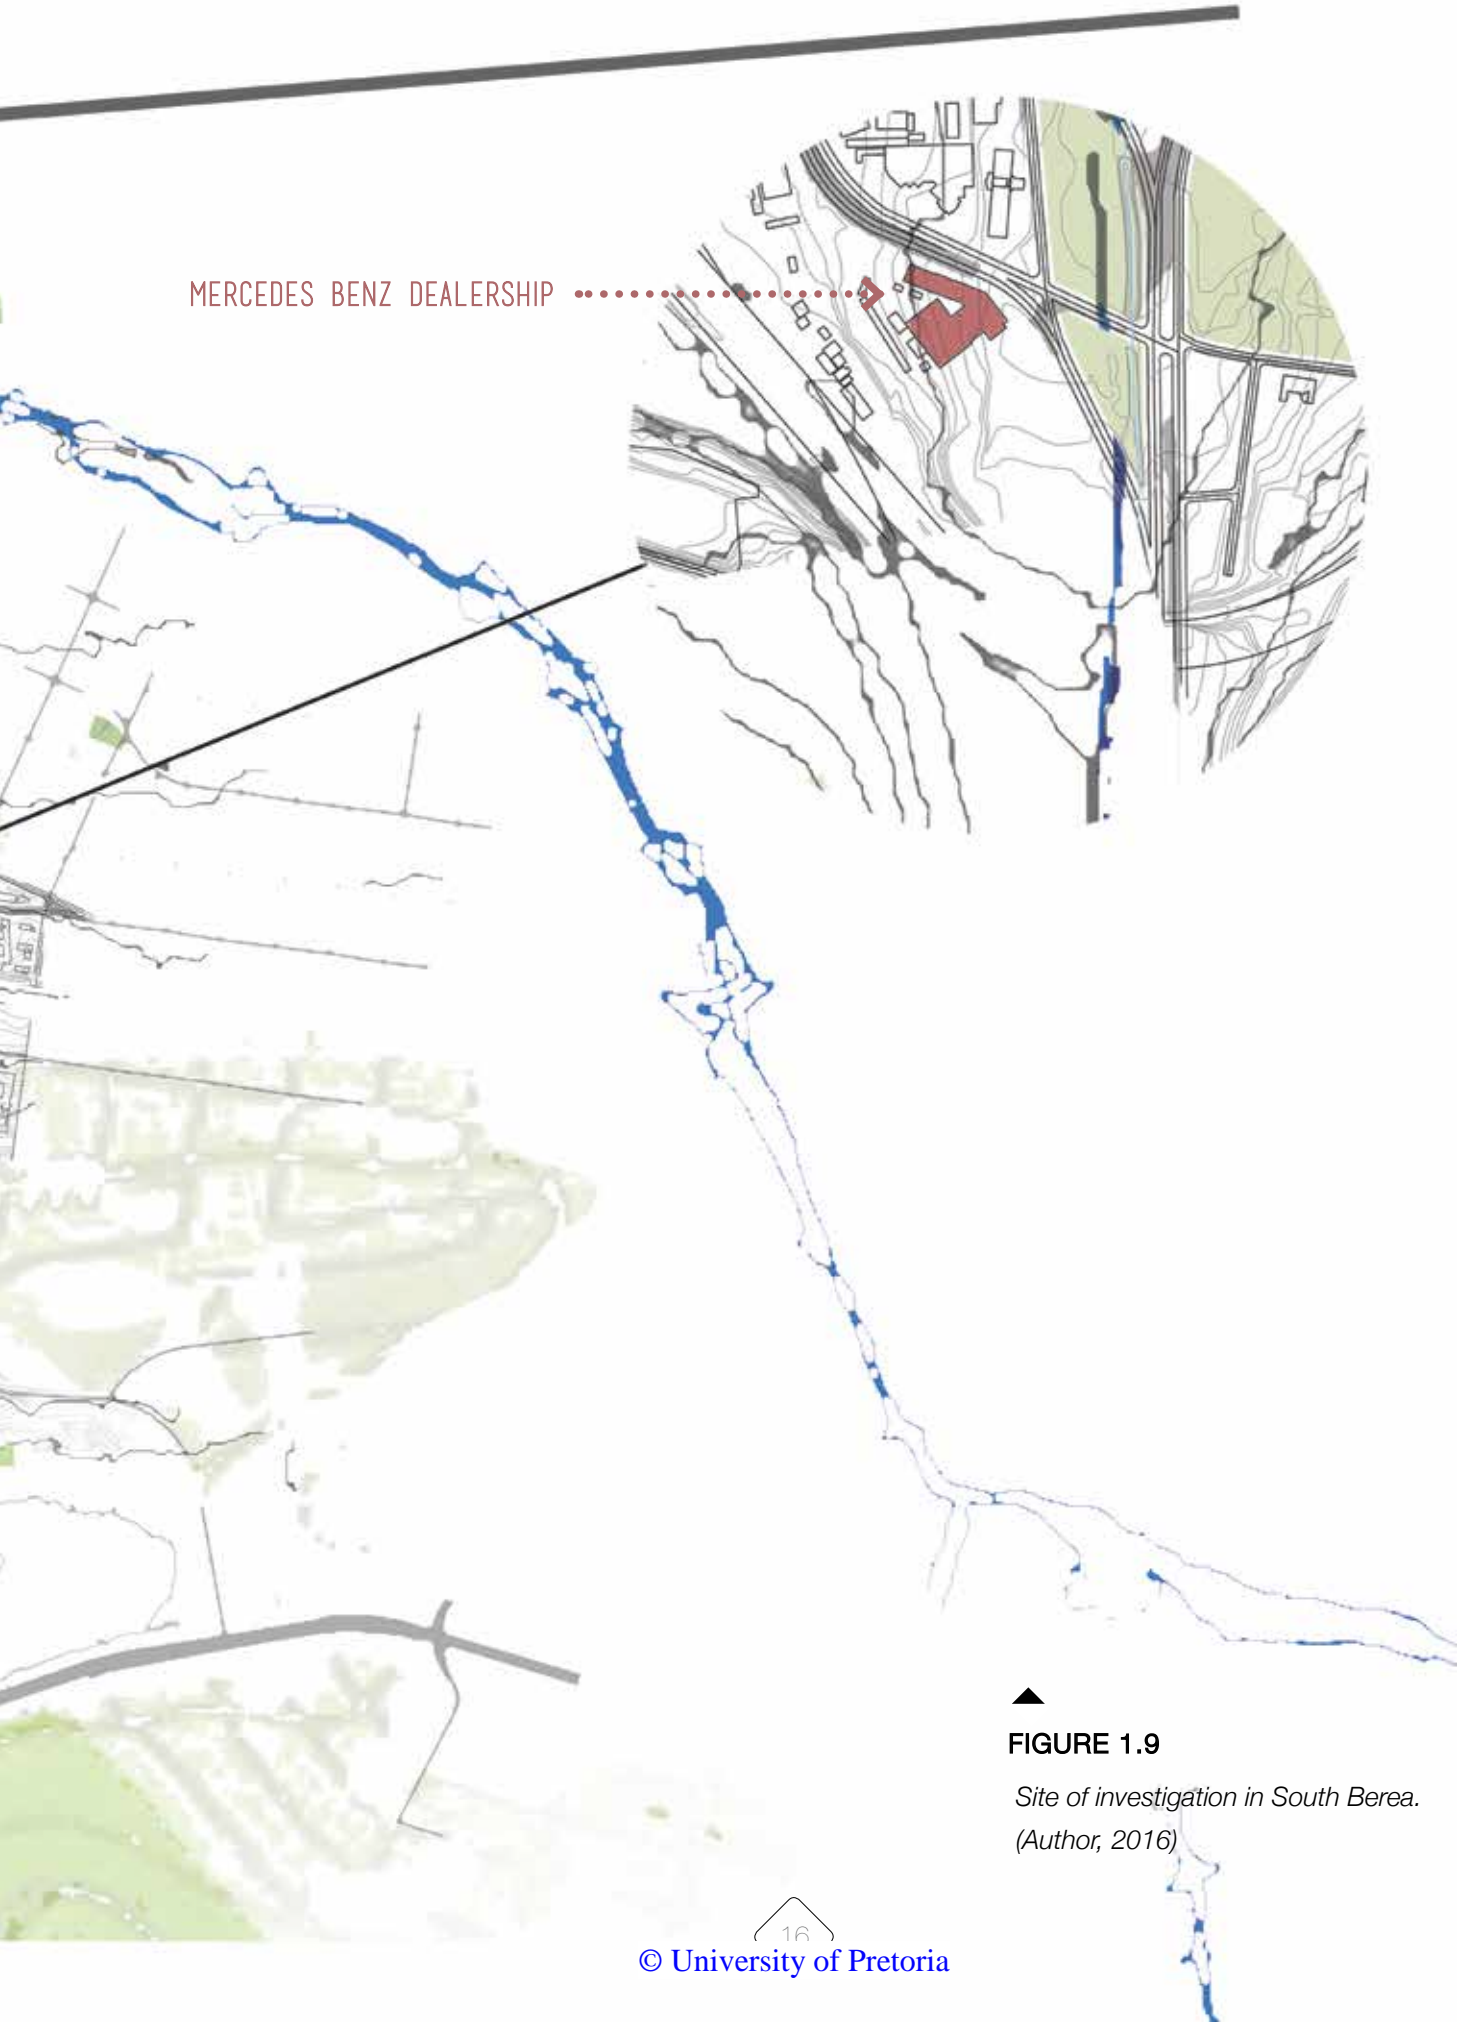 MERCEDES BENZ DEALERSHIP
FIGURE 1.9
Site of investigation in South Berea.
(Author, 2016)
16
© University of Pretoria